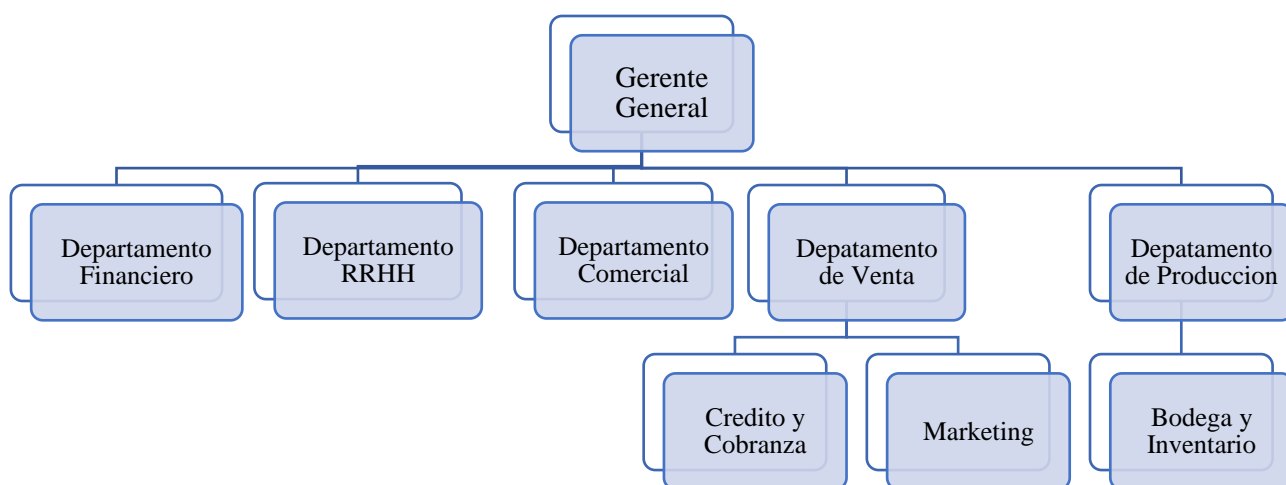 Gerente
General
Departamento
Financiero
Departamento
RRHH
Departamento
Comercial
Depatamento
de Venta
Depatamento
de Produccion
Credito y
Cobranza
Marketing
Bodega y
Inventario